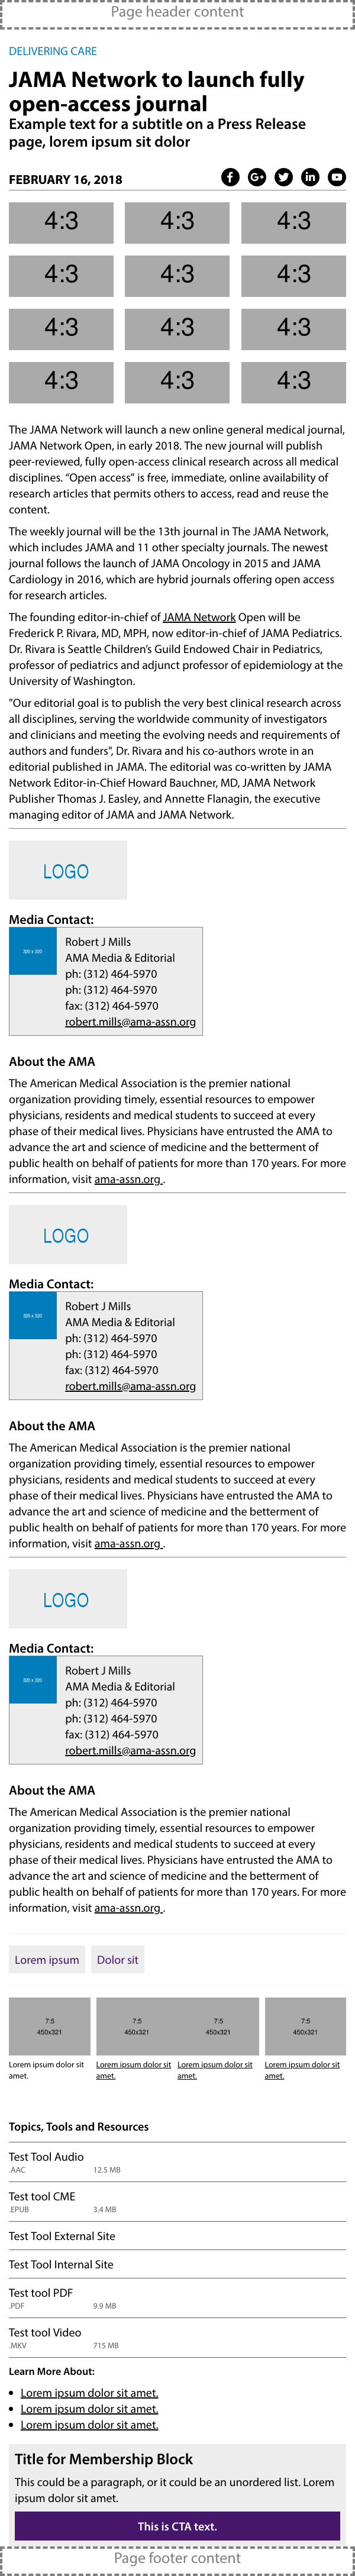 Page header content
DELIVERING CARE
JAMA Network to launch fully
open-access journal
Example text for a subtitle on a Press Release
page, lorem ipsum sit dolor
FEBRUARY 16, 2018
4:3 4:3 4:3
4:3 4:3 4:3
4:3 4:3 4:3
4:3 4:3 4:3
The JAMA Network will launch a new online general medical journal,
JAMA Network Open, in early 2018. The new journal will publish
peer-reviewed, fully open-access clinical research across all medical
disciplines. “Open access” is free, immediate, online availability of
research articles that permits others to access, read and reuse the
content.
The weekly journal will be the 13th journal in The JAMA Network,
which includes JAMA and 11 other specialty journals. The newest
journal follows the launch of JAMA Oncology in 2015 and JAMA
Cardiology in 2016, which are hybrid journals offering open access
for research articles.
The founding editor-in-chief of JAMA Network Open will be
Frederick P. Rivara, MD, MPH, now editor-in-chief of JAMA Pediatrics.
Dr. Rivara is Seattle Children’s Guild Endowed Chair in Pediatrics,
professor of pediatrics and adjunct professor of epidemiology at the
University of Washington.
"Our editorial goal is to publish the very best clinical research across
all disciplines, serving the worldwide community of investigators
and clinicians and meeting the evolving needs and requirements of
authors and funders", Dr. Rivara and his co-authors wrote in an
editorial published in JAMA. The editorial was co-written by JAMA
Network Editor-in-Chief Howard Bauchner, MD, JAMA Network
Publisher Thomas J. Easley, and Annette Flanagin, the executive
managing editor of JAMA and JAMA Network.
LOGO
Media Contact:
320 x 320
Robert J Mills
AMA Media & Editorial
ph: (312) 464-5970
ph: (312) 464-5970
fax: (312) 464-5970
robert.mills@ama-assn.org
About the AMA
The American Medical Association is the premier national
organization providing timely, essential resources to empower
physicians, residents and medical students to succeed at every
phase of their medical lives. Physicians have entrusted the AMA to
advance the art and science of medicine and the betterment of
public health on behalf of patients for more than 170 years. For more
information, visit ama-assn.org .
LOGO
Media Contact:
320 x 320
Robert J Mills
AMA Media & Editorial
ph: (312) 464-5970
ph: (312) 464-5970
fax: (312) 464-5970
robert.mills@ama-assn.org
About the AMA
The American Medical Association is the premier national
organization providing timely, essential resources to empower
physicians, residents and medical students to succeed at every
phase of their medical lives. Physicians have entrusted the AMA to
advance the art and science of medicine and the betterment of
public health on behalf of patients for more than 170 years. For more
information, visit ama-assn.org .
LOGO
Media Contact:
320 x 320
Robert J Mills
AMA Media & Editorial
ph: (312) 464-5970
ph: (312) 464-5970
fax: (312) 464-5970
robert.mills@ama-assn.org
About the AMA
The American Medical Association is the premier national
organization providing timely, essential resources to empower
physicians, residents and medical students to succeed at every
phase of their medical lives. Physicians have entrusted the AMA to
advance the art and science of medicine and the betterment of
public health on behalf of patients for more than 170 years. For more
information, visit ama-assn.org .
Lorem ipsum Dolor sit
7:5 7:5 7:5 7:5
450x321 450x321 450x321 450x321
Lorem ipsum dolor sit Lorem ipsum dolor sit Lorem ipsum dolor sit Lorem ipsum dolor sit
amet. amet. amet. amet.
Topics, Tools and Resources
Test Tool Audio
.AAC 12.5 MB
Test tool CME
.EPUB 3.4 MB
Test Tool External Site
Test Tool Internal Site
Test tool PDF
.PDF 9.9 MB
Test tool Video
.MKV 715 MB
Learn More About:
Lorem ipsum dolor sit amet.
Lorem ipsum dolor sit amet.
Lorem ipsum dolor sit amet.
Title for Membership Block
This could be a paragraph, or it could be an unordered list. Lorem
ipsum dolor sit amet.
This is CTA text.
Page footer content